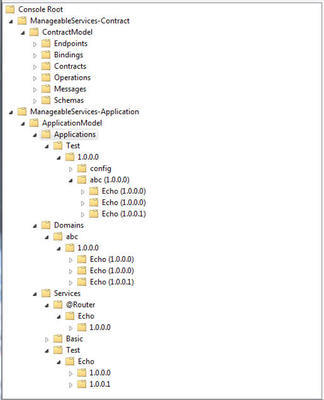 Console Root
ManageableServices-Contract
ContractModel
Endpoints
Bindings
Contracts
Operations
Messages
Schemas
ManageableServices-Application
ApplicationModel
Applications
Test
1.0.0.0
config
abc (1.0.0.0)
Echo (1.0.0.0)
Echo (1.0.0.0)
Echo (1.0.0.1)
Domains
abc
1.0.0.0
Echo (1.0.0.0)
Echo (1.0.0.0)
Echo (1.0.0.1)
Services
@Router
Echo
1.0.0.0
Basic
Test
Echo
1.0.0.0
1.0.0.1